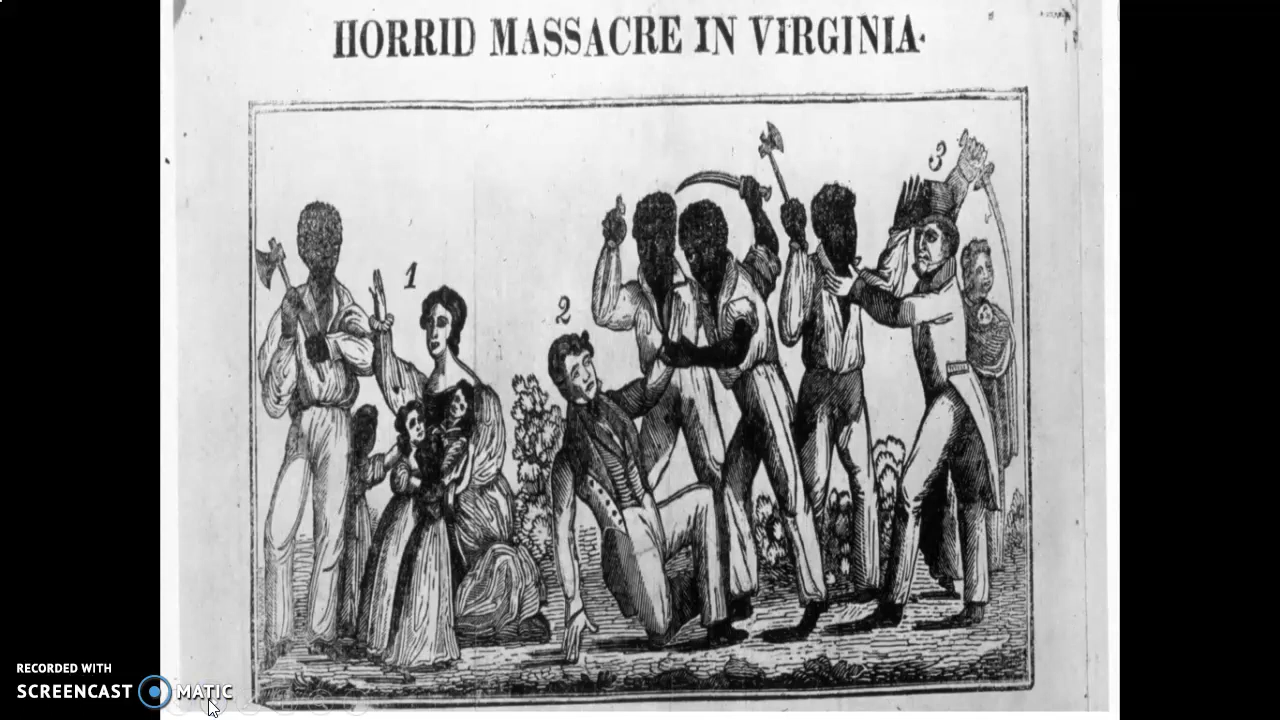 HORRID MASSACRE IN VIRGINIA.
1
2
3
RECORDED WITH
SCREENCAST MATIC